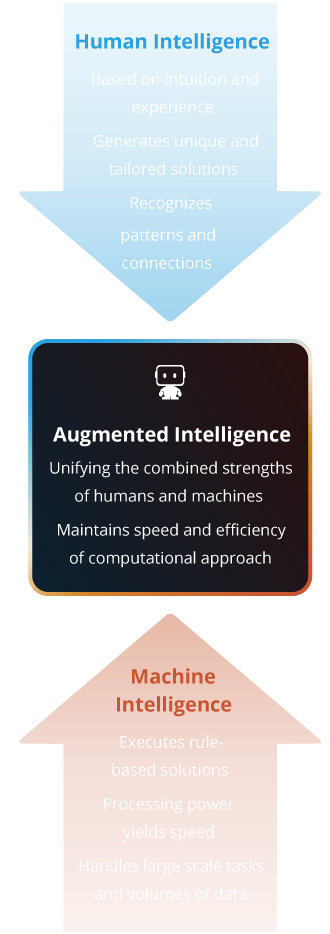 Human Intelligence
Based on intuition and
experience
Generates unique and
tailored solutions
Recognizes
patterns and
connections
Augmented Intelligence
Unifying the combined strengths
of humans and machines
Maintains speed and efficiency
of computational approach
Machine
Intelligence
Executes rule-
based solutions
Processing power
yields speed
Handles large scale tasks
and volumes of data